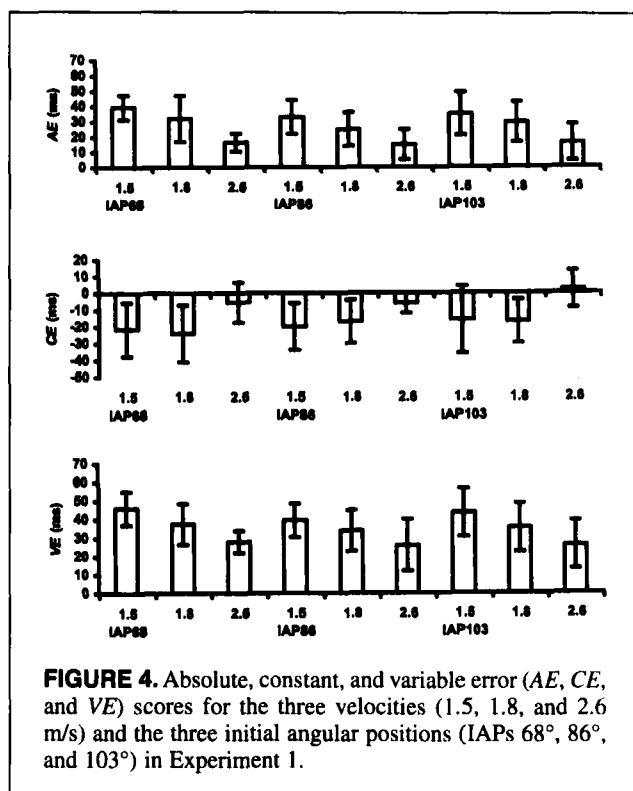 70
60
50
40
30
20
10
0
AE (ms)
1.5 1.8 2.6 1.5 1.8 2.6 1.5 1.8 2.6
IAP68 IAP86 IAP103
20
10
0
-10
-20
-30
-40
-50
CE (ms)
1.5 1.8 2.6 1.5 1.8 2.6 1.5 1.8 2.6
IAP68 IAP86 IAP103
70
60
50
40
30
20
10
0
VE (ms)
1.5 1.8 2.6 1.5 1.8 2.6 1.5 1.8 2.6
IAP68 IAP86 IAP103
FIGURE 4. Absolute, constant, and variable error (AE, CE,
and VE) scores for the three velocities (1.5, 1.8, and 2.6
m/s) and the three initial angular positions (IAPs 68°, 86°,
and 103°) in Experiment 1.